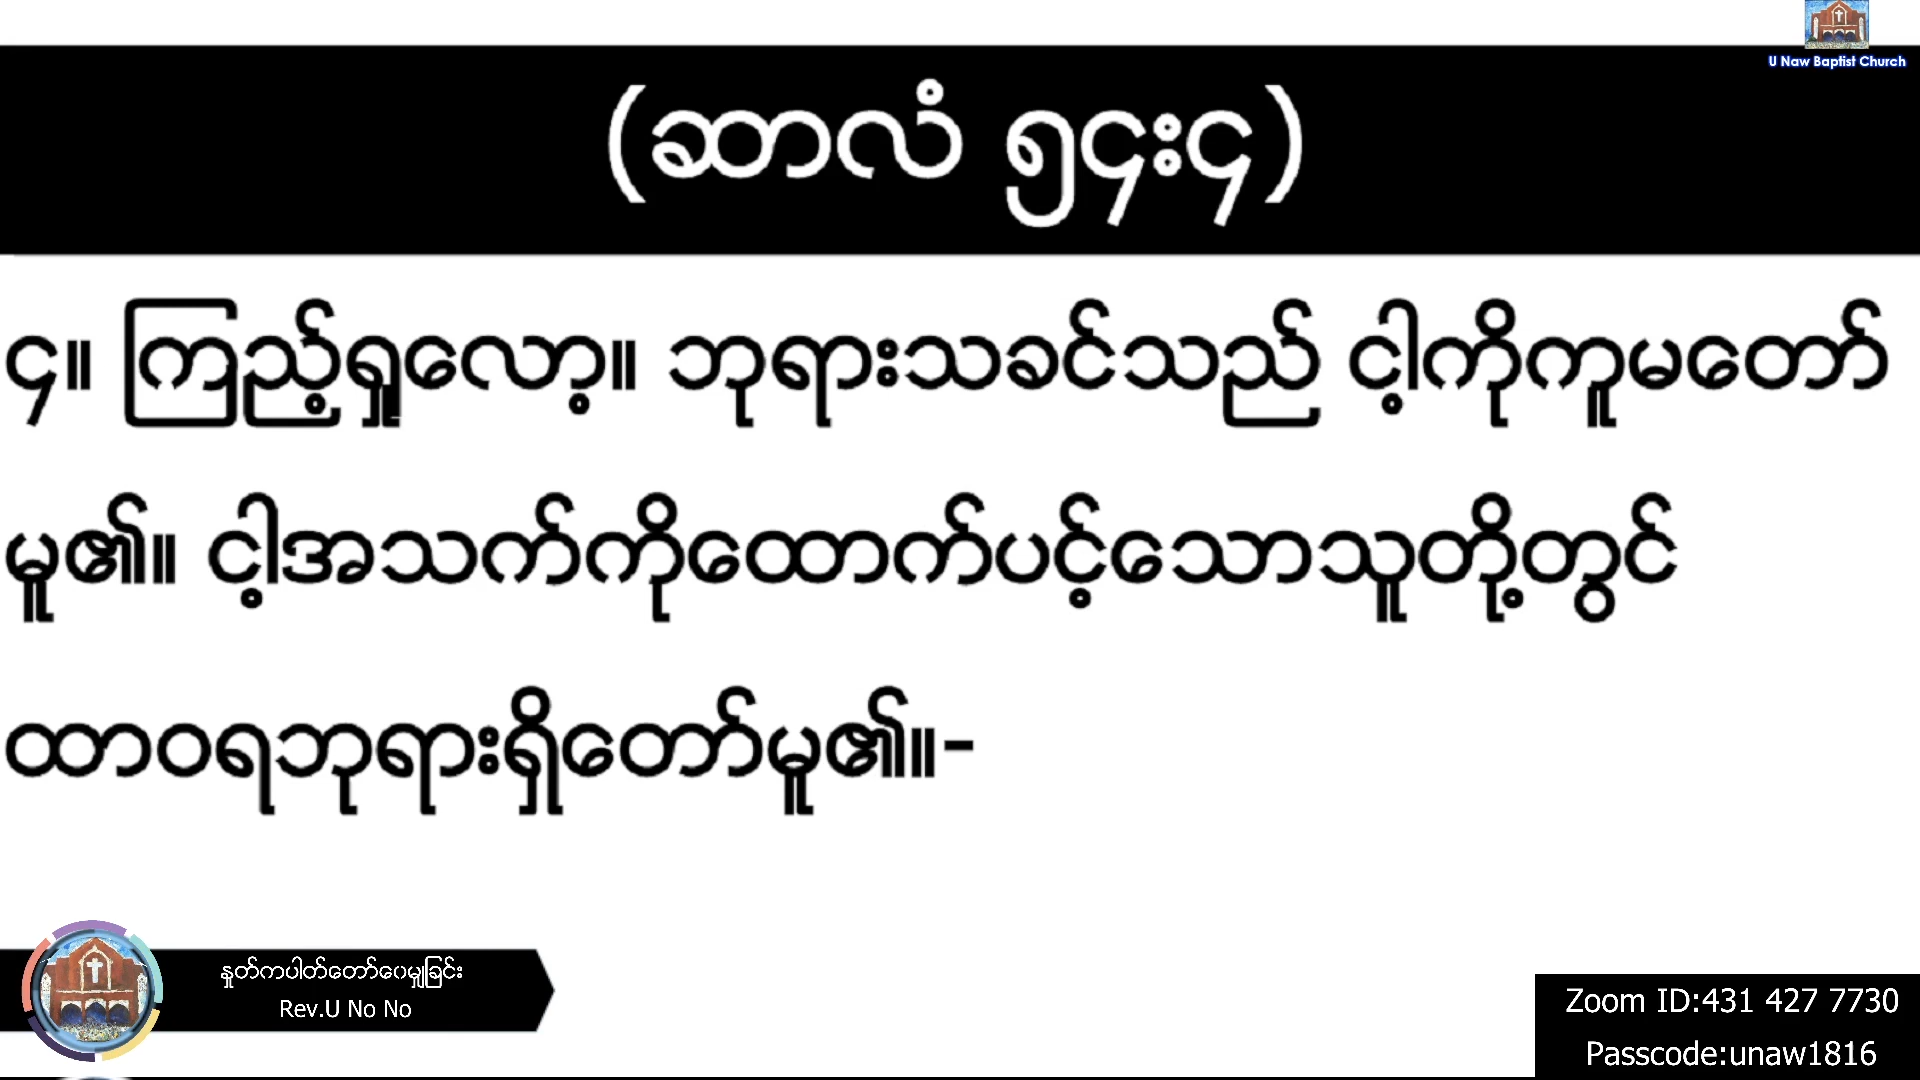 U Naw Baptist Church
(ဆာလံ ၅၄း၄)
၄။ ကြည့်ရှုလော့။ ဘုရားသခင်သည် ငါ့ကိုကူမတော်
မူ၏။ ငါ့အသက်ကိုထောက်ပင့်သောသူတို့တွင်
ထာဝရဘုရားရှိတော်မူ၏။-
နှုတ်ကပါတ်တော်ဝေမျှခြင်း
Rev.U No No
Zoom ID:431 427 7730
Passcode:unaw1816